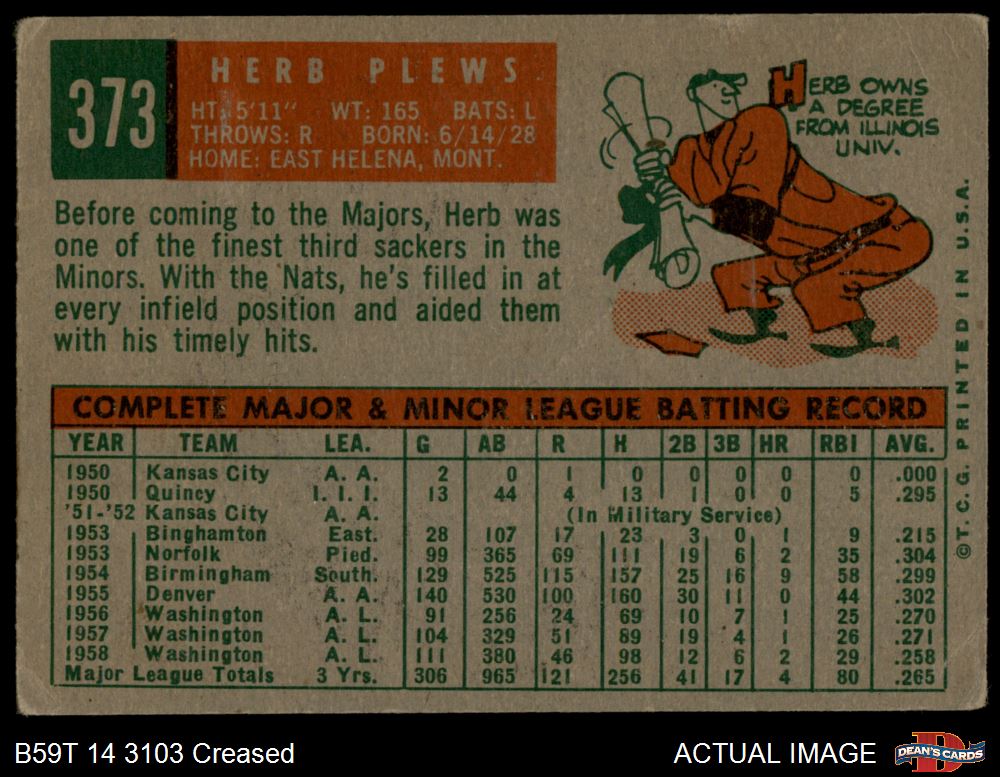 373
HERB PLEWS
HT: 5'11" WT: 165 BATS: L
THROWS: R BORN: 6/14/28
HOME: EAST HELENA, MONT.
HERB OWNS
A DEGREE
FROM ILLINOIS
UNIV.
Before coming to the Majors, Herb was
one of the finest third sackers in the
Minors. With the Nats, he's filled in at
every infield position and aided them
with his timely hits.
COMPLETE MAJOR & MINOR LEAGUE BATTING RECORD
YEAR TEAM LEA. G AB R H 2B 3B HR RBI AVG.
1950 Kansas City A. A. 2 0 1 0 0 0 0 0 .000
1950 Quincy I. I. I. 13 44 4 13 1 0 0 5 .295
'51-'52 Kansas City A. A. (In Military Service)
1953 Binghamton East. 28 107 17 23 3 0 1 9 .215
1953 Norfolk Pied. 99 365 69 111 19 6 2 35 .304
1954 Birmingham South. 129 525 115 157 25 16 9 58 .299
1955 Denver A. A. 140 530 100 160 30 11 0 44 .302
1956 Washington A. L. 91 256 24 69 10 7 1 25 .270
1957 Washington A. L. 104 329 51 89 19 4 1 26 .271
1958 Washington A. L. 111 380 46 98 12 6 2 29 .258
Major League Totals 3 Yrs. 306 965 121 256 41 17 4 80 .265
©T.C.G. PRINTED IN U.S.A.
B59T 14 3103 Creased
ACTUAL IMAGE
D
DEAN'S CARDS